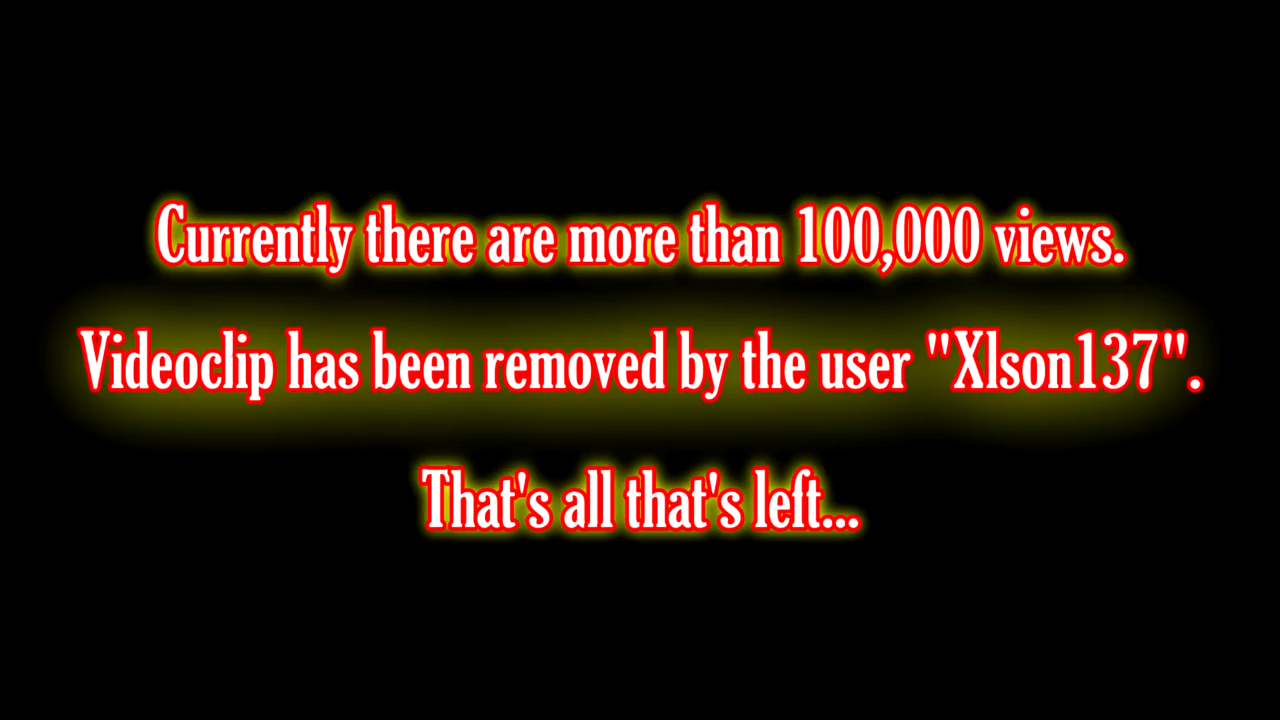 Currently there are more than 100,000 views.
Videoclip has been removed by the user "Xlson137".
That's all that's left...